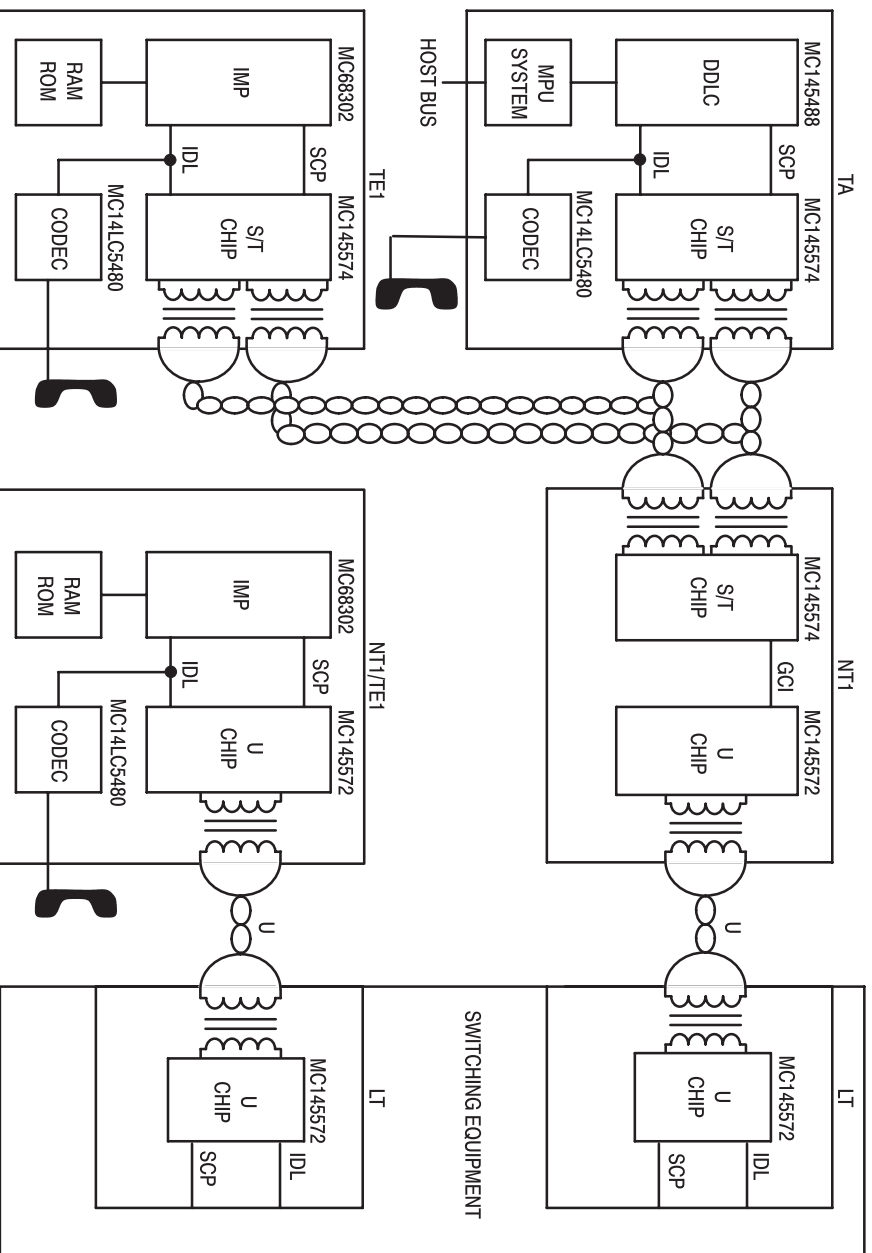 TA
MC145488
DDLC
MPU
SYSTEM
HOST BUS
SCP
IDL
MC145574
S/T
CHIP
MC14LC5480
CODEC
NT1
MC145574
S/T
CHIP
GCI
MC145572
U
CHIP
U
LT
MC145572
U
CHIP
IDL
SCP
SWITCHING EQUIPMENT
TE1
MC68302
IMP
RAM
ROM
SCP
IDL
MC145574
S/T
CHIP
MC14LC5480
CODEC
NT1/TE1
MC68302
IMP
RAM
ROM
SCP
IDL
MC145572
U
CHIP
MC14LC5480
CODEC
U
LT
MC145572
U
CHIP
IDL
SCP